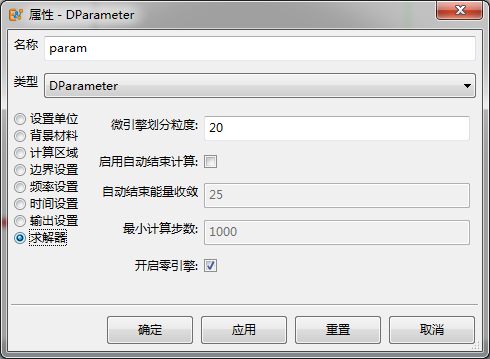 属性 - DParameter
名称 param
类型 DParameter
设置单位
背景材料
计算区域
边界设置
频率设置
时间设置
输出设置
求解器
微引擎划分粒度: 20
启用自动结束计算:
自动结束能量收敛 25
最小计算步数: 1000
开启零引擎:
确定 应用 重置 取消